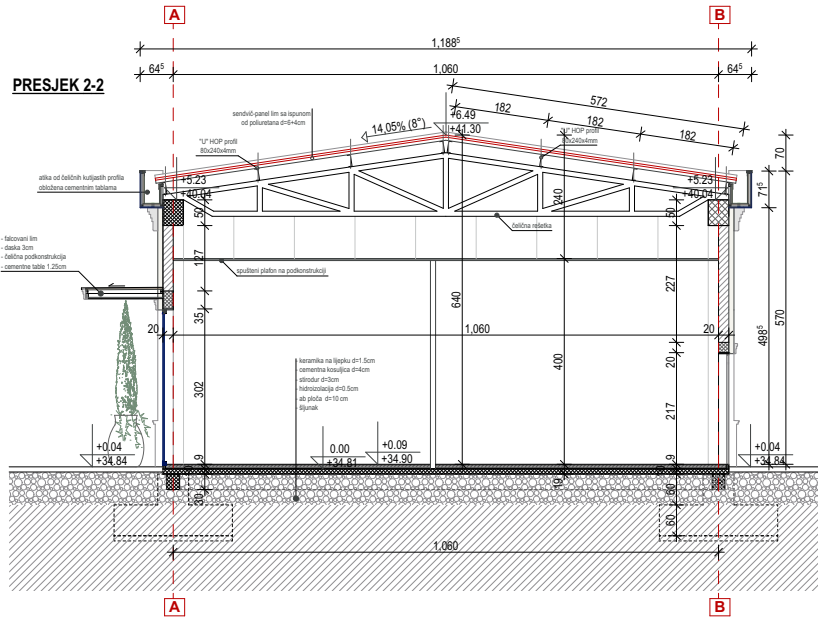 A
B
1,188⁵
64⁵
1,060
64⁵
PRESJEK 2-2
572
182
182
182
sendvič-panel lim sa ispunom
od poliuretana d=6+4cm
14,05% (8°)
+6.49
+41.30
"U" HOP profil
80x240x4mm
"U" HOP profil
80x240x4mm
70
atika od čeličnih kutijastih profila
obložena cementnim tablama
+5.23
+40.04
+5.23
+40.04
71⁵
50
240
50
čelična rešetka
- falcovani lim
- daska 3cm
- čelična podkonstrukcija
- cementne table 1.25cm
127
spušteni plafon na podkonstrukciji
227
640
35
20
1,060
20
498⁵
570
302
400
20
217
- keramika na lijepku d=1.5cm
- cementna kosuljica d=4cm
- stirodur d=3cm
- hidroizolacija d=0.5cm
- ab ploča d=10 cm
- šljunak
+0.04
+34.84
0.00
+34.81
+0.09
+34.90
+0.04
+34.84
9
9
19
30
60
60
1,060
A
B